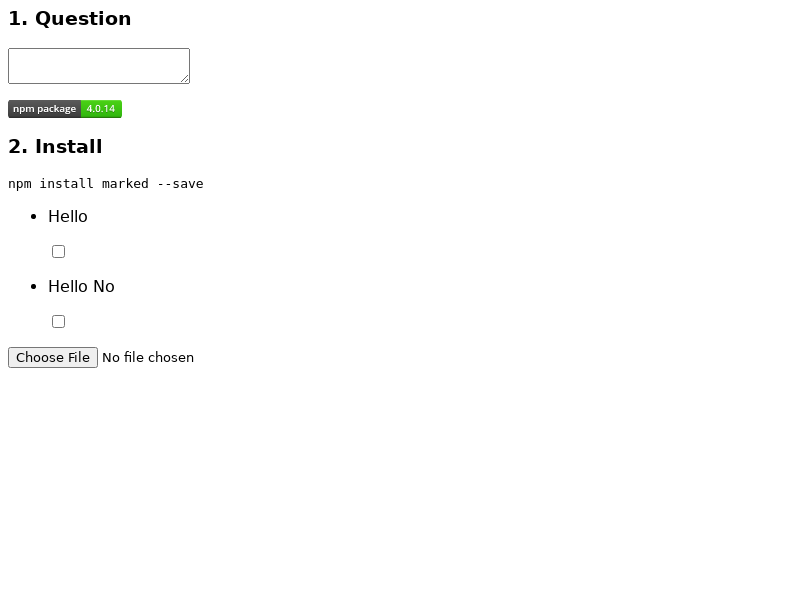 1. Question
npm package 4.0.14
2. Install
npm install marked --save
Hello
Hello No
Choose File No file chosen